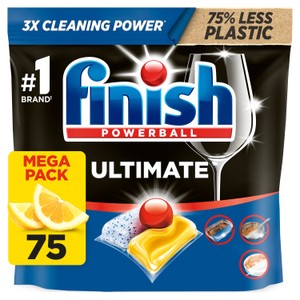 3X CLEANING POWER*
75% LESS
PLASTIC
#1
BRAND*
finish
POWERBALL
ULTIMATE
MEGA
PACK
75